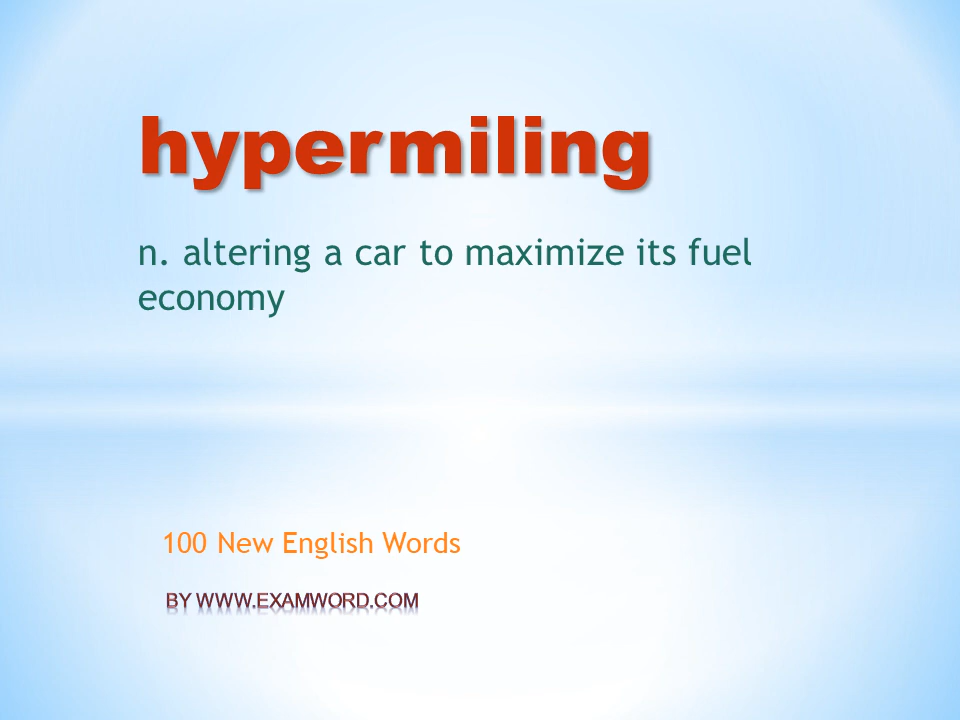 hypermiling
n. altering a car to maximize its fuel
economy
100 New English Words
BY WWW.EXAMWORD.COM